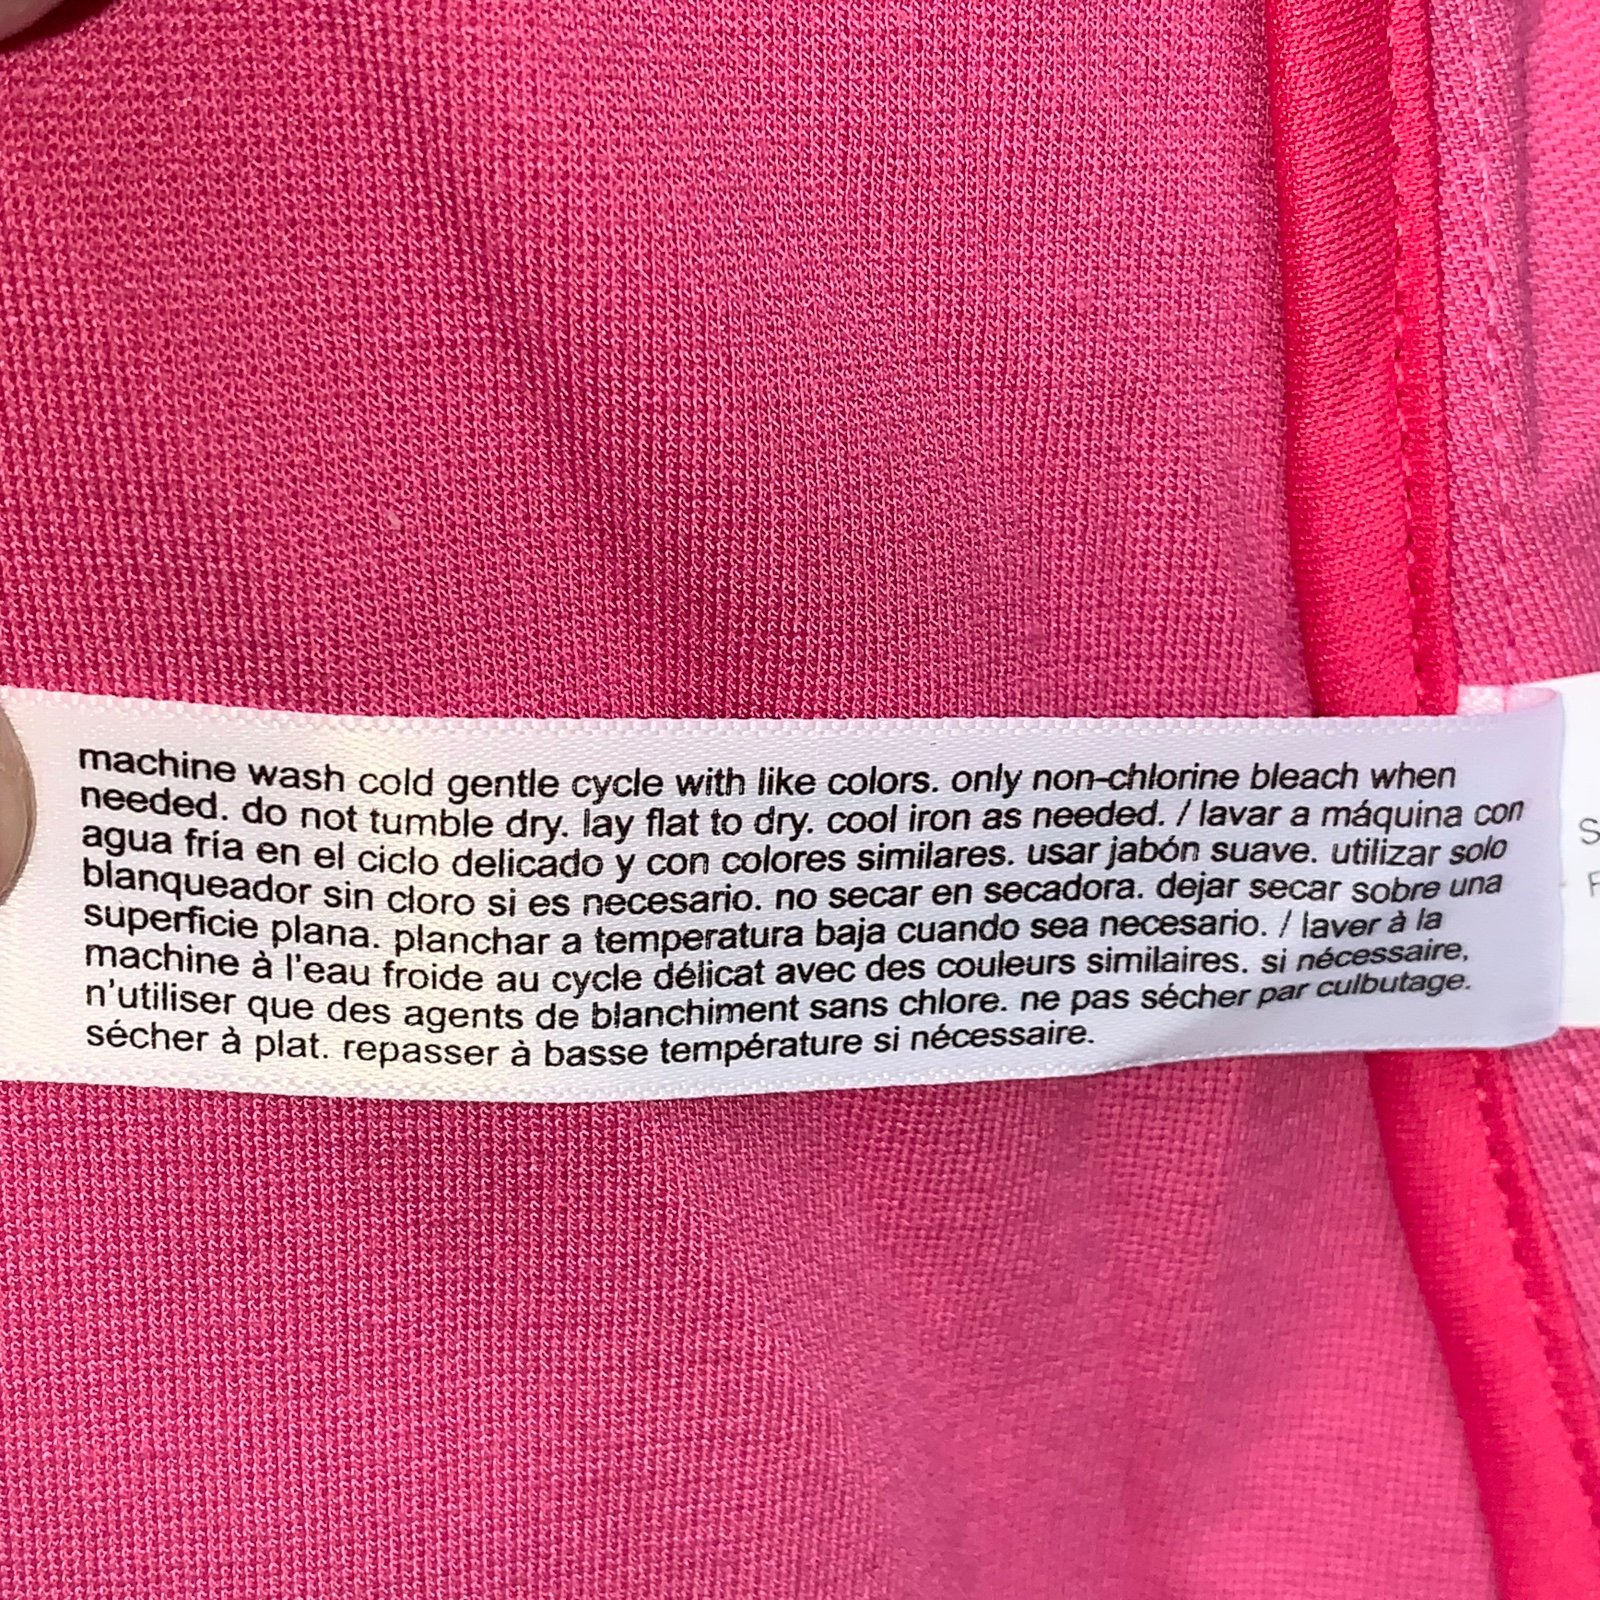 machine wash cold gentle cycle with like colors. only non-chlorine bleach when
needed. do not tumble dry. lay flat to dry. cool iron as needed. / lavar a máquina con
agua fría en el ciclo delicado y con colores similares. usar jabón suave. utilizar solo
blanqueador sin cloro si es necesario. no secar en secadora. dejar secar sobre una
superficie plana. planchar a temperatura baja cuando sea necesario. / laver à la
machine à l'eau froide au cycle délicat avec des couleurs similaires. si nécessaire,
n'utiliser que des agents de blanchiment sans chlore. ne pas sécher par culbutage.
sécher à plat. repasser à basse température si nécessaire.